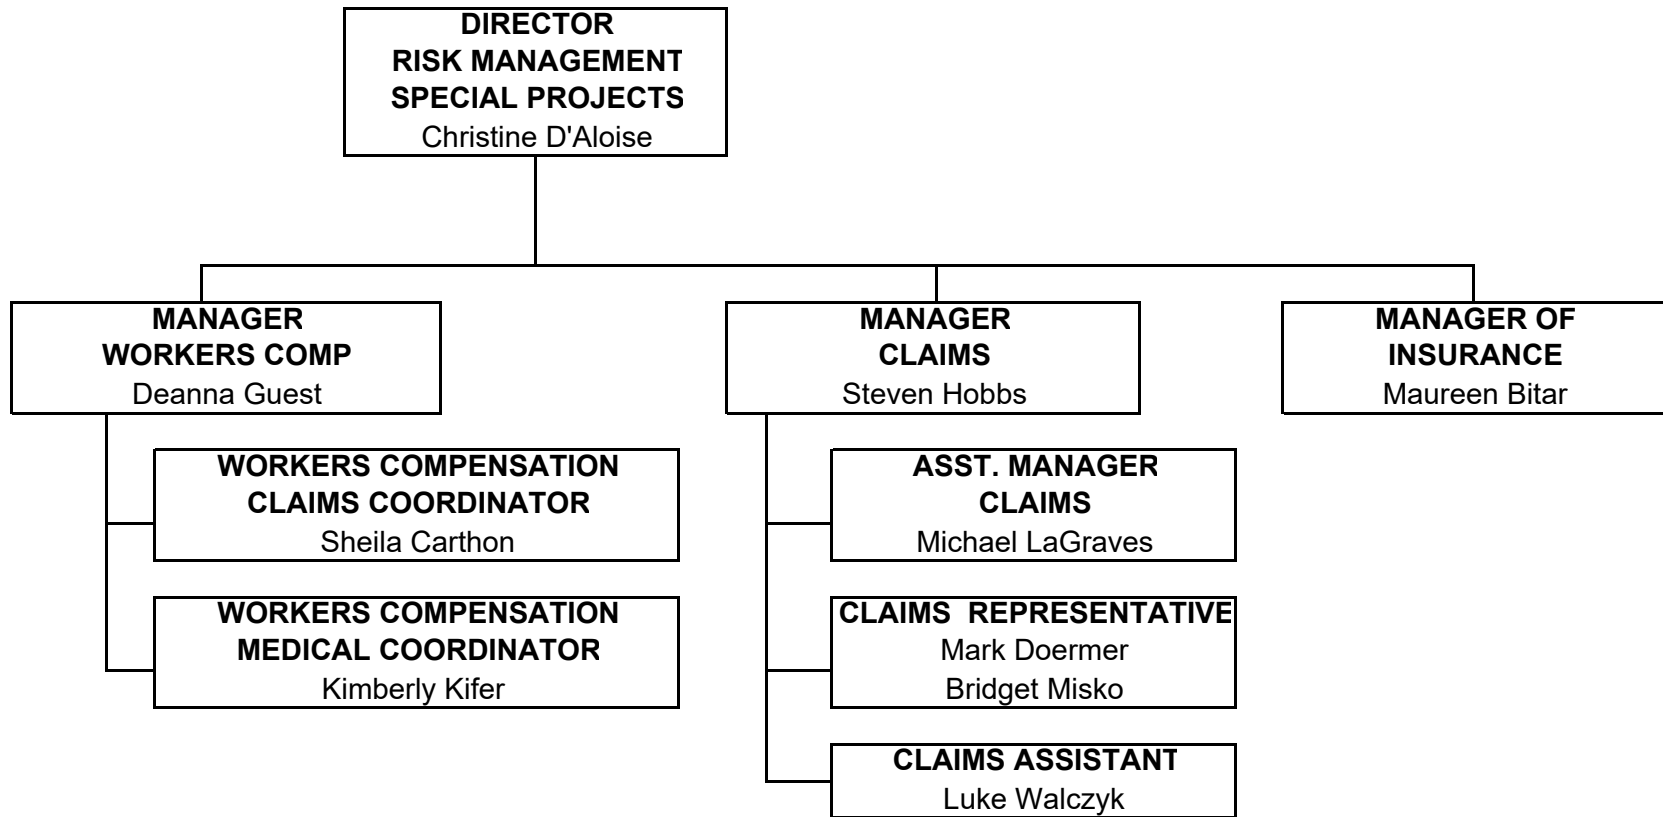 DIRECTOR
RISK MANAGEMENT
SPECIAL PROJECTS
Christine D'Aloise
MANAGER
WORKERS COMP
Deanna Guest
MANAGER
CLAIMS
Steven Hobbs
MANAGER OF
INSURANCE
Maureen Bitar
WORKERS COMPENSATION
CLAIMS COORDINATOR
Sheila Carthon
WORKERS COMPENSATION
MEDICAL COORDINATOR
Kimberly Kifer
ASST. MANAGER
CLAIMS
Michael LaGraves
CLAIMS REPRESENTATIVE
Mark Doermer
Bridget Misko
CLAIMS ASSISTANT
Luke Walczyk